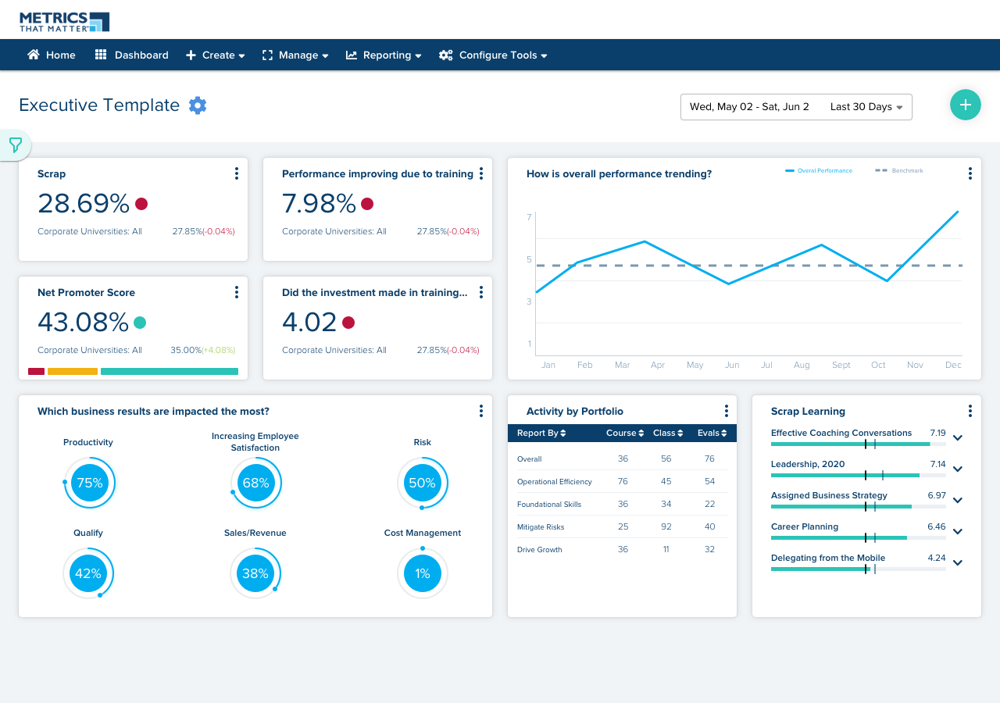 METRICS
THAT MATTER
Home Dashboard Create Manage Reporting Configure Tools
Executive Template
Wed, May 02 - Sat, Jun 2 Last 30 Days
Scrap
28.69%
Corporate Universities: All 27.85%(-0.04%)
Performance improving due to training
7.98%
Corporate Universities: All 27.85%(-0.04%)
How is overall performance trending?
Overal Performance Benchmark
7
5
3
1
Jan Feb Mar Apr May Jun Jul Aug Sept Oct Nov Dec
Net Promoter Score
43.08%
Corporate Universities: All 35.00%(+4.08%)
Did the investment made in training...
4.02
Corporate Universities: All 27.85%(-0.04%)
Which business results are impacted the most?
Productivity
75%
Increasing Employee
Satisfaction
68%
Risk
50%
Qualify
42%
Sales/Revenue
38%
Cost Management
1%
Activity by Portfolio
Report By Course Class Evals
Overall 36 56 76
Operational Efficiency 76 45 54
Foundational Skills 36 34 22
Mitigate Risks 25 92 40
Drive Growth 36 11 32
Scrap Learning
Effective Coaching Conversations 7.19
Leadership, 2020 7.14
Assigned Business Strategy 6.97
Career Planning 6.46
Delegating from the Mobile 4.24